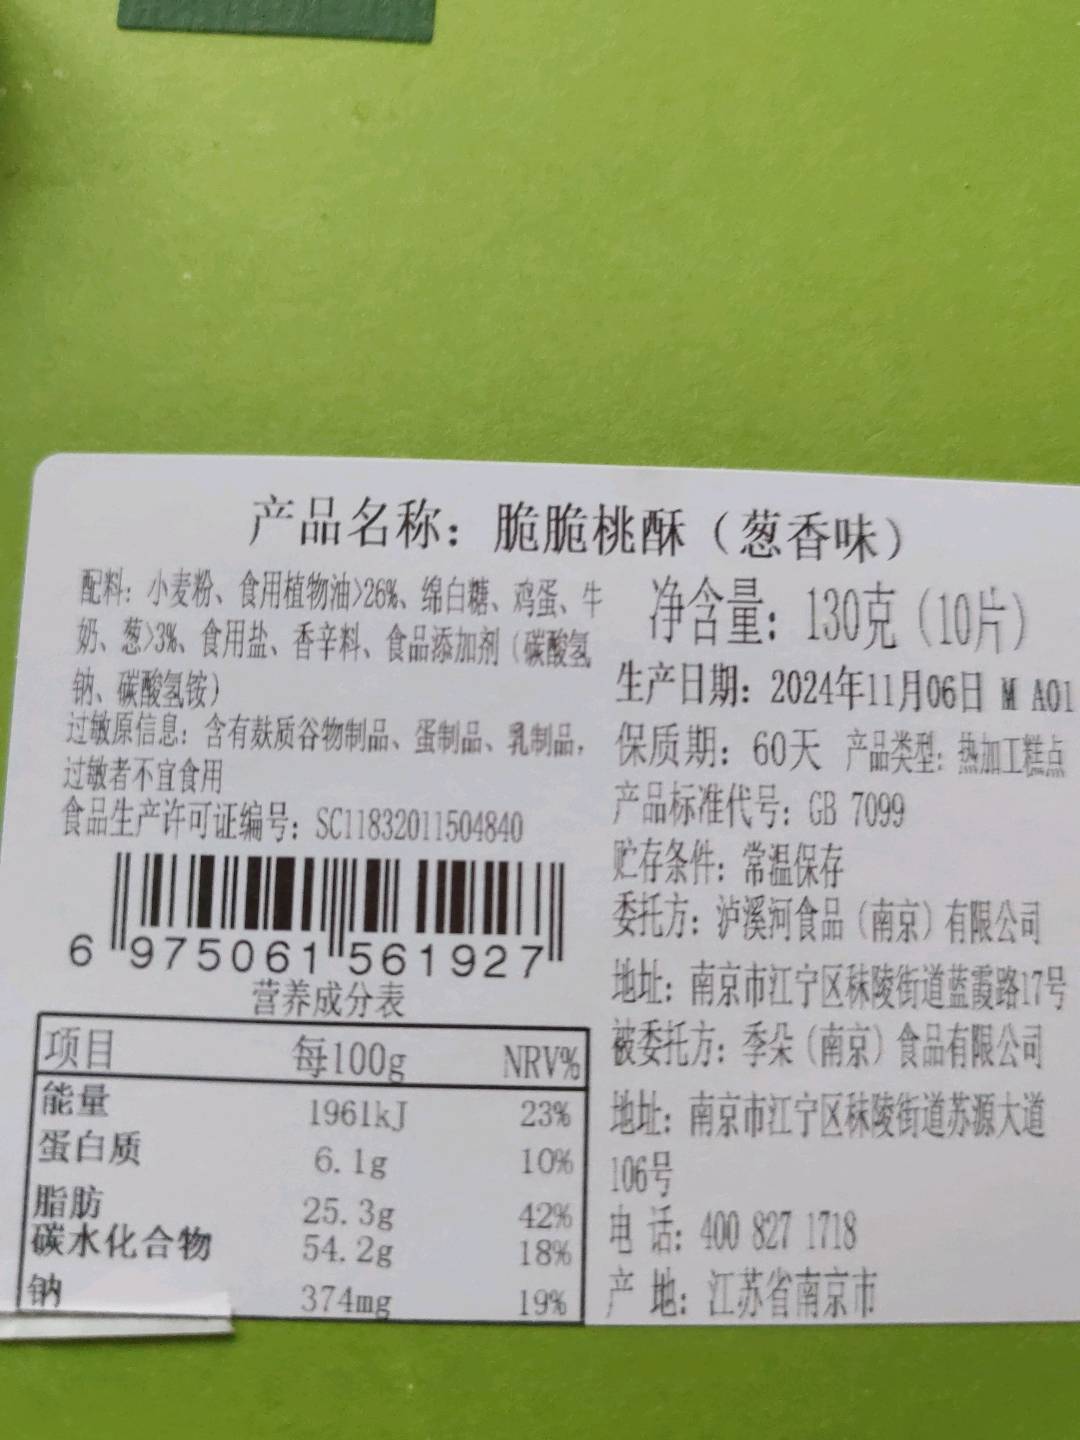 产品名称：脆脆桃酥（葱香味）
配料：小麦粉、食用植物油>26%、绵白糖、鸡蛋、牛
奶、葱>3%、食用盐、香辛料、食品添加剂（碳酸氢
钠、碳酸氢铵）
过敏原信息：含有麸质谷物制品、蛋制品、乳制品，
过敏者不宜食用
食品生产许可证编号：SC11832011504840
6 975061 561927
营养成分表
项目 每100g NRV%
能量 1961kJ 23%
蛋白质 6.1g 10%
脂肪 25.3g 42%
碳水化合物 54.2g 18%
钠 374mg 19%
净含量：130克（10片）
生产日期：2024年11月06日 M A01
保质期：60天 产品类型：热加工糕点
产品标准代号：GB 7099
贮存条件：常温保存
委托方：泸溪河食品（南京）有限公司
地址：南京市江宁区秣陵街道蓝霞路17号
被委托方：季朵（南京）食品有限公司
地址：南京市江宁区秣陵街道苏源大道
106号
电 话：400 827 1718
产 地：江苏省南京市